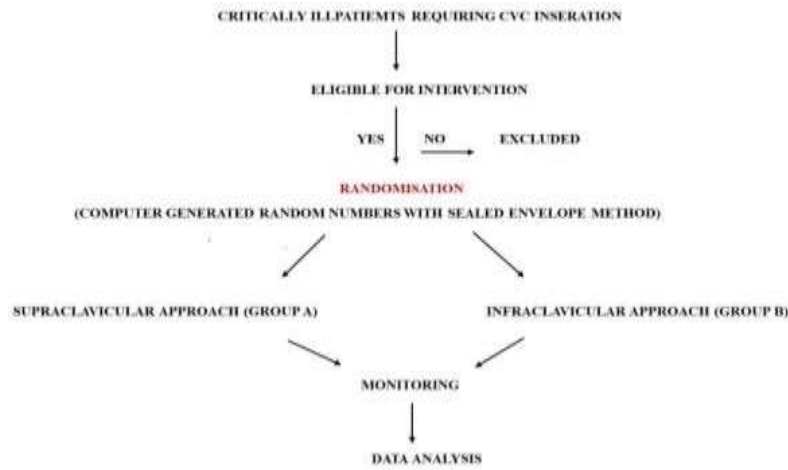 CRITICALLY ILLPATIEMTS REQUIRING CVC INSERATION
ELIGIBLE FOR INTERVENTION
YES NO EXCLUDED
RANDOMISATION
(COMPUTER GENERATED RANDOM NUMBERS WITH SEALED ENVELOPE METHOD)
SUPRACLAVICULAR APPROACH (GROUP A) INFRACLAVICULAR APPROACH (GROUP B)
MONITORING
DATA ANALYSIS